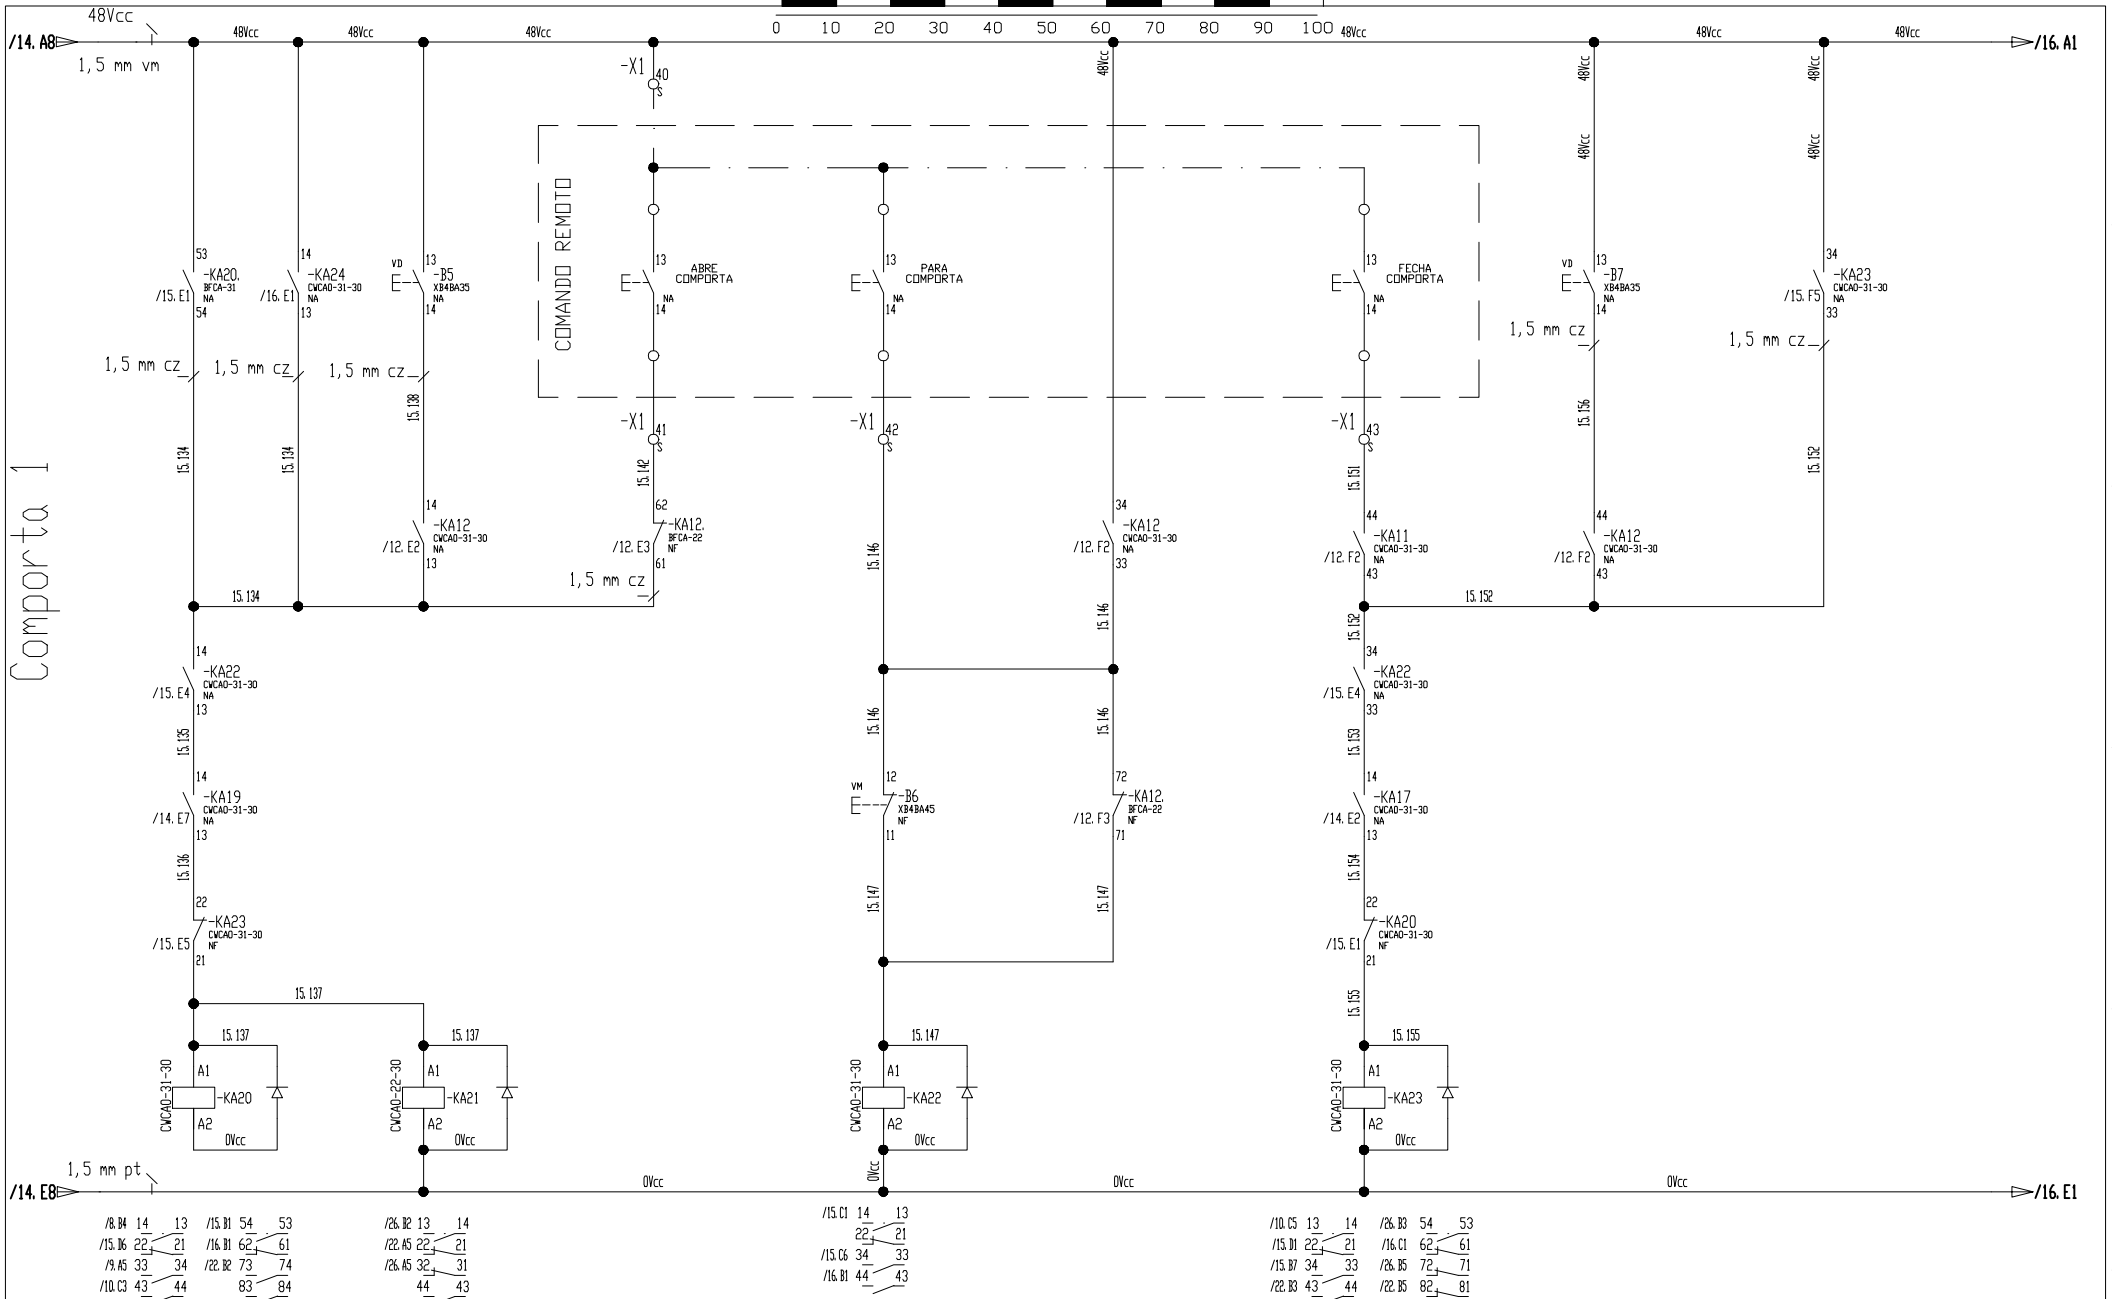 48Vcc
/14. A8
1,5 mm vm
48Vcc
48Vcc
48Vcc
0 10 20 30 40 50 60 70 80 90 100
48Vcc
48Vcc
48Vcc
/16. A1
-X1
40
S
48Vcc
48Vcc
48Vcc
48Vcc
48Vcc
COMANDO REMOTO
53
-KA20.
BFCA-31
NA
/15. E1
54
14
-KA24
CWCA0-31-30
NA
/16. E1
13
VD
13
-B5
XB4BA35
NA
14
13
ABRE
COMPORTA
NA
14
13
PARA
COMPORTA
NA
14
13
FECHA
COMPORTA
NA
14
VD
13
-B7
XB4BA35
NA
14
34
-KA23
CWCA0-31-30
NA
/15. F5
33
1,5 mm cz
1,5 mm cz
1,5 mm cz
1,5 mm cz
1,5 mm cz
15.138
15.156
-X1
41
S
-X1
42
S
-X1
43
S
15.134
15.134
15.142
15.151
15.152
Comporta 1
14
-KA12
CWCA0-31-30
NA
/12. E2
13
62
-KA12.
BFCA-22
NF
/12. E3
61
1,5 mm cz
15.146
34
-KA12
CWCA0-31-30
NA
/12. F2
33
44
-KA11
CWCA0-31-30
NA
/12. F2
43
44
-KA12
CWCA0-31-30
NA
/12. F2
43
15.134
15.146
15.152
15.152
14
-KA22
CWCA0-31-30
NA
/15. E4
13
34
-KA22
CWCA0-31-30
NA
/15. E4
33
15.135
15.146
15.146
15.153
14
-KA19
CWCA0-31-30
NA
/14. E7
13
VM
12
-B6
XB4BA45
NF
11
72
-KA12.
BFCA-22
NF
/12. F3
71
14
-KA17
CWCA0-31-30
NA
/14. E2
13
15.136
15.147
15.147
15.154
22
-KA23
CWCA0-31-30
NF
/15. E5
21
22
-KA20
CWCA0-31-30
NF
/15. E1
21
15.137
15.155
15.137
15.137
15.147
15.155
CWCA0-31-30
A1
-KA20
A2
0Vcc
CWCA0-22-30
A1
-KA21
A2
0Vcc
CWCA0-31-30
A1
-KA22
A2
0Vcc
CWCA0-31-30
A1
-KA23
A2
0Vcc
1,5 mm pt
/14. E8
0Vcc
0Vcc
0Vcc
0Vcc
/16. E1
/8. B4 14 13
/15. D6 22 21
/9. A5 33 34
/10. C3 43 44
/15. B1 54 53
/16. B1 62 61
/22. B2 73 74
83 84
/26. B2 13 14
/22. A5 22 21
/26. A5 32 31
44 43
/15. C1 14 13
22 21
/15. C6 34 33
/16. B1 44 43
/10. C5 13 14
/15. D1 22 21
/15. B7 34 33
/22. B3 43 44
/26. B3 54 53
/16. C1 62 61
/26. B5 72 71
/22. B5 82 81